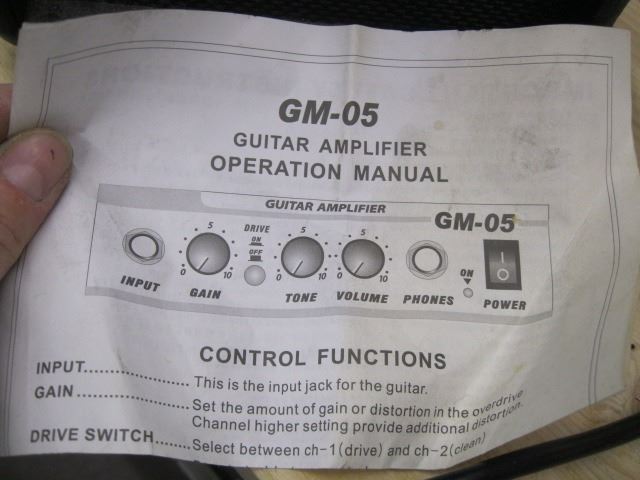 GM-05
GUITAR AMPLIFIER
OPERATION MANUAL
GUITAR AMPLIFIER
GM-05
5 DRIVE 5 5
ON
OFF
0 10 0 10 0 10
ON
INPUT GAIN TONE VOLUME PHONES POWER
CONTROL FUNCTIONS
INPUT.................... This is the input jack for the guitar.
GAIN..................... Set the amount of gain or distortion in the overdrive
Channel higher setting provide additional distortion.
DRIVE SWITCH....... Select between ch-1(drive) and ch-2(clean)